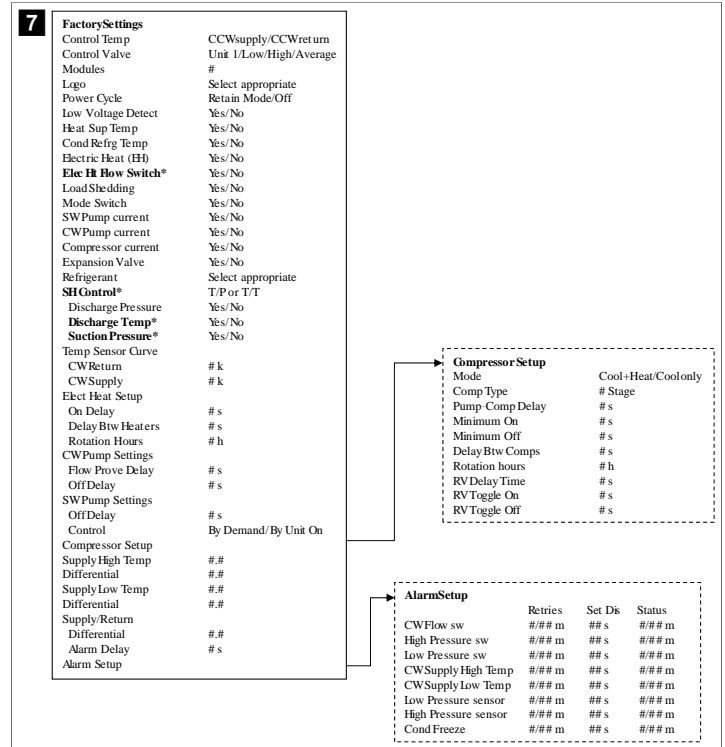 7
FactorySettings
Control Temp CCWsupply/CCWreturn
Control Valve Unit 1/Low/High/Average
Modules #
Logo Select appropriate
Power Cycle Retain Mode/Off
Low Voltage Detect Yes/No
Heat Sup Temp Yes/No
Cond Refrg Temp Yes/No
Electric Heat (EH) Yes/No
Elec Ht Flow Switch* Yes/No
Load Shedding Yes/No
Mode Switch Yes/No
SWPump current Yes/No
CWPump current Yes/No
Compressor current Yes/No
Expansion Valve Yes/No
Refrigerant Select appropriate
SHControl* T/P or T/T
Discharge Pressure Yes/No
Discharge Temp* Yes/No
Suction Pressure* Yes/No
Temp Sensor Curve
CWReturn # k
CWSupply # k
Elect Heat Setup
On Delay # s
Delay Btw Heaters # s
Rotation Hours # h
CWPump Settings
Flow Prove Delay # s
Off Delay # s
SWPump Settings
Off Delay # s
Control By Demand/By Unit On
Compressor Setup
Supply High Temp #.#
Differential #.#
Supply Low Temp #.#
Differential #.#
Supply/Return
Differential #.#
Alarm Delay # s
Alarm Setup
Compressor Setup
Mode Cool+Heat/Cool only
Comp Type # Stage
Pump-Comp Delay # s
Minimum On # s
Minimum Off # s
Delay Btw Comps # s
Rotation hours # h
RVDelay Time # s
RVToggle On # s
RVToggle Off # s
AlarmSetup
Retries Set Dis Status
CWFlow sw #/## m ## s #/## m
High Pressure sw #/## m ## s #/## m
Low Pressure sw #/## m ## s #/## m
CWSupply High Temp #/## m ## s #/## m
CWSupply Low Temp #/## m ## s #/## m
Low Pressure sensor #/## m ## s #/## m
High Pressure sensor #/## m ## s #/## m
Cond Freeze #/## m ## s #/## m